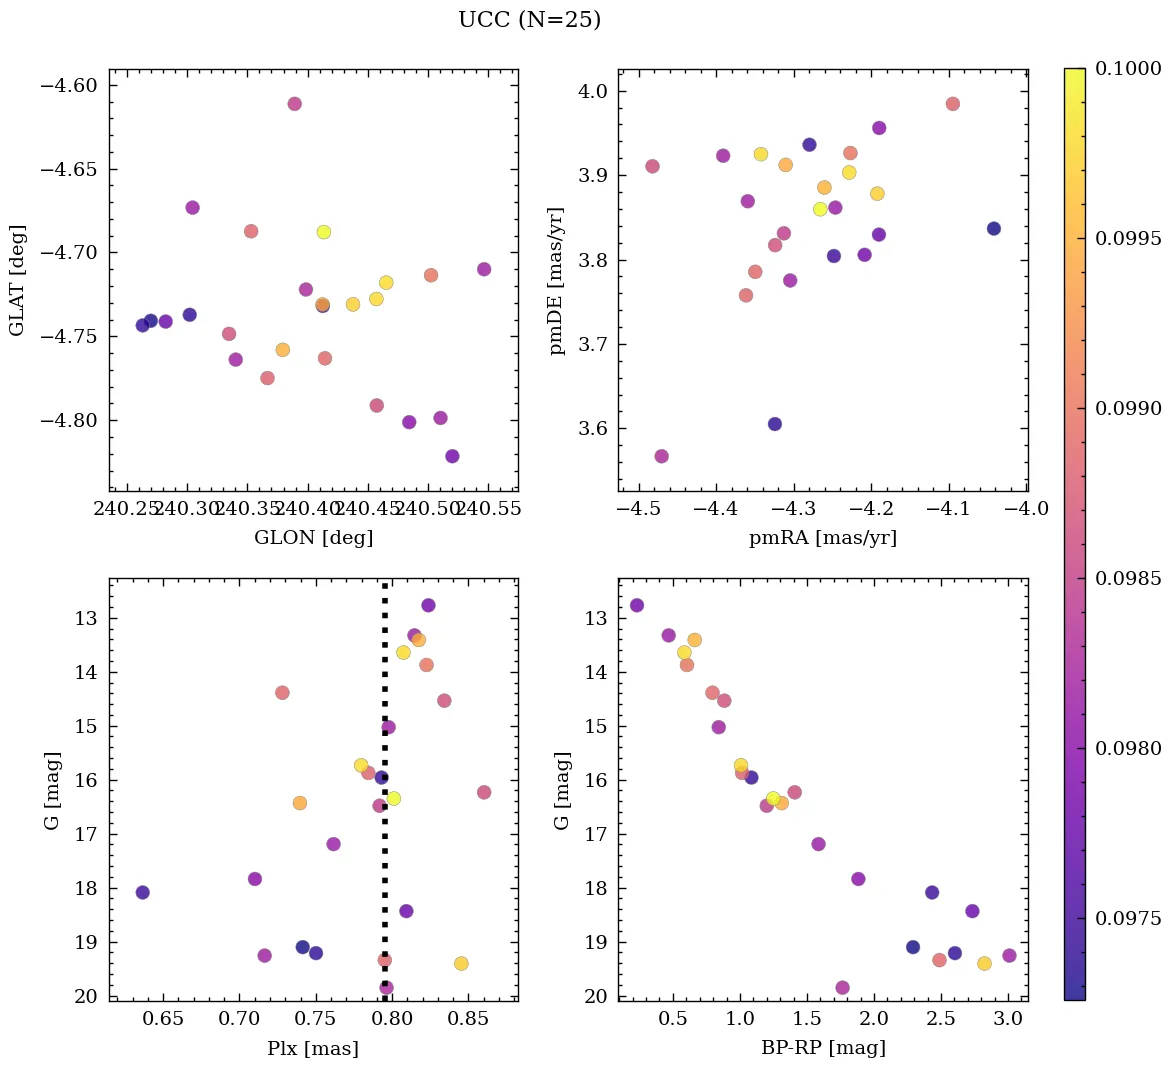 UCC (N=25)
−4.60
−4.65
−4.70
−4.75
−4.80
GLAT [deg]
240.25 240.30 240.35 240.40 240.45 240.50 240.55
GLON [deg]
4.0
3.9
3.8
3.7
3.6
pmDE [mas/yr]
−4.5 −4.4 −4.3 −4.2 −4.1 −4.0
pmRA [mas/yr]
13
14
15
16
17
18
19
20
G [mag]
0.65 0.70 0.75 0.80 0.85
Plx [mas]
13
14
15
16
17
18
19
20
G [mag]
0.5 1.0 1.5 2.0 2.5 3.0
BP-RP [mag]
0.1000
0.0995
0.0990
0.0985
0.0980
0.0975